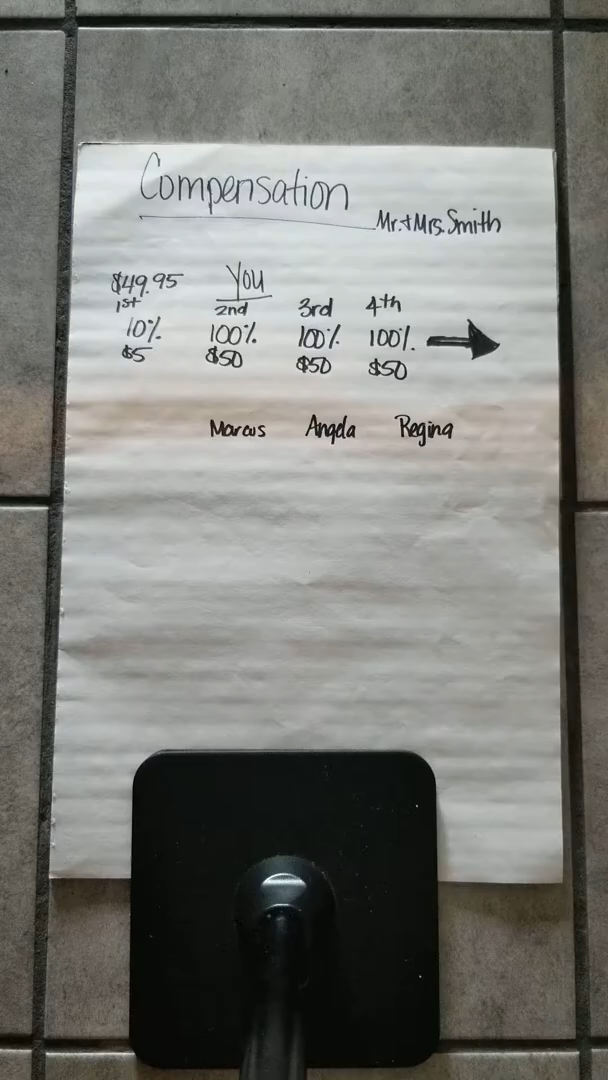 Compensation
Mr. + Mrs. Smith
$49.95 You
1st 2nd 3rd 4th
10% 100% 100% 100%
$5 $50 $50 $50
Marcus Angela Regina